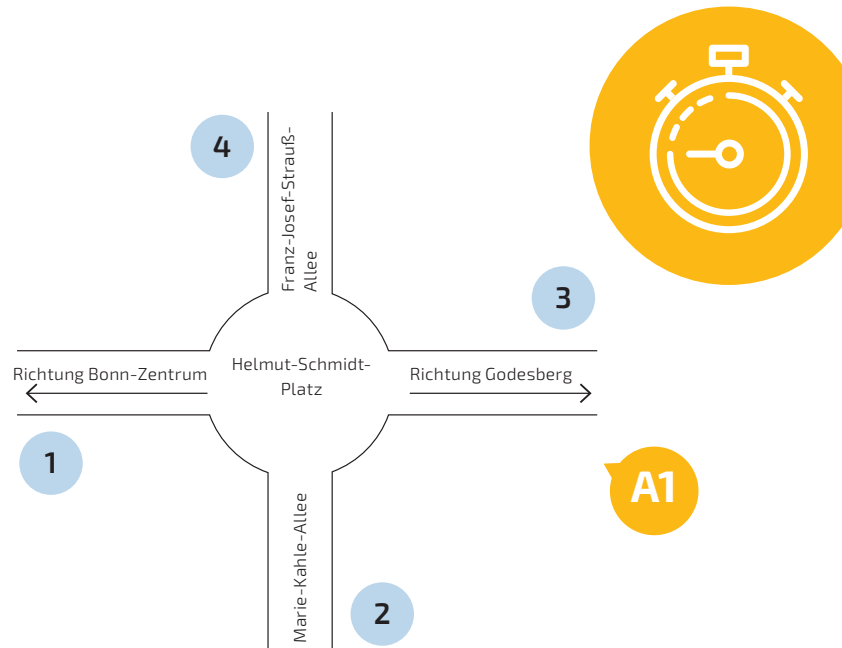 4
Franz-Josef-Strauß-
Allee
3
Richtung Bonn-Zentrum
Helmut-Schmidt-
Platz
Richtung Godesberg
1
A1
Marie-Kahle-Allee
2